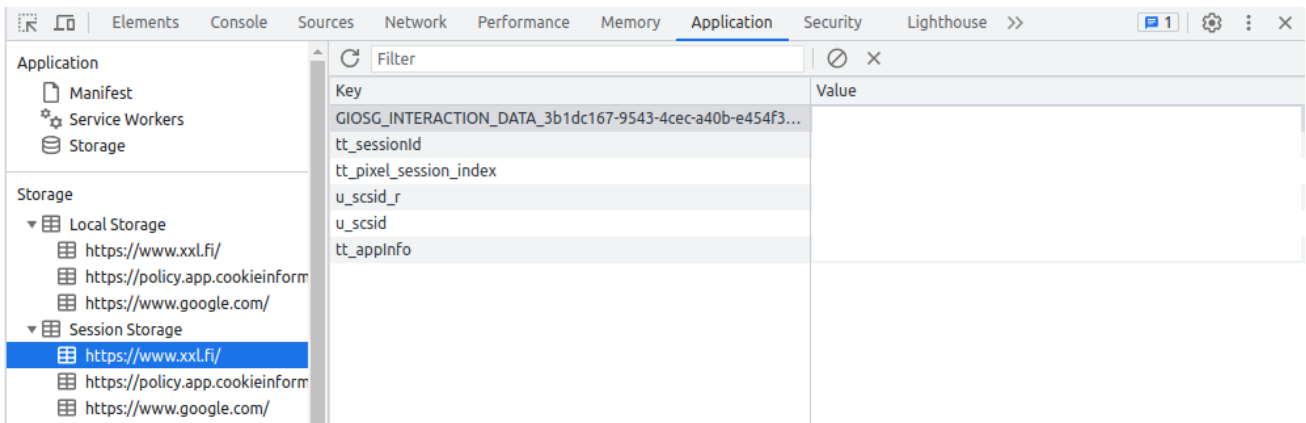 Elements Console Sources Network Performance Memory Application Security Lighthouse >> 1
Application
Manifest
Service Workers
Storage
Storage
Local Storage
https://www.xxl.fi/
https://policy.app.cookieinform
https://www.google.com/
Session Storage
https://www.xxl.fi/
https://policy.app.cookieinform
https://www.google.com/
Filter
Key Value
GIOSG_INTERACTION_DATA_3b1dc167-9543-4cec-a40b-e454f3...
tt_sessionId
tt_pixel_session_index
u_scsid_r
u_scsid
tt_appInfo